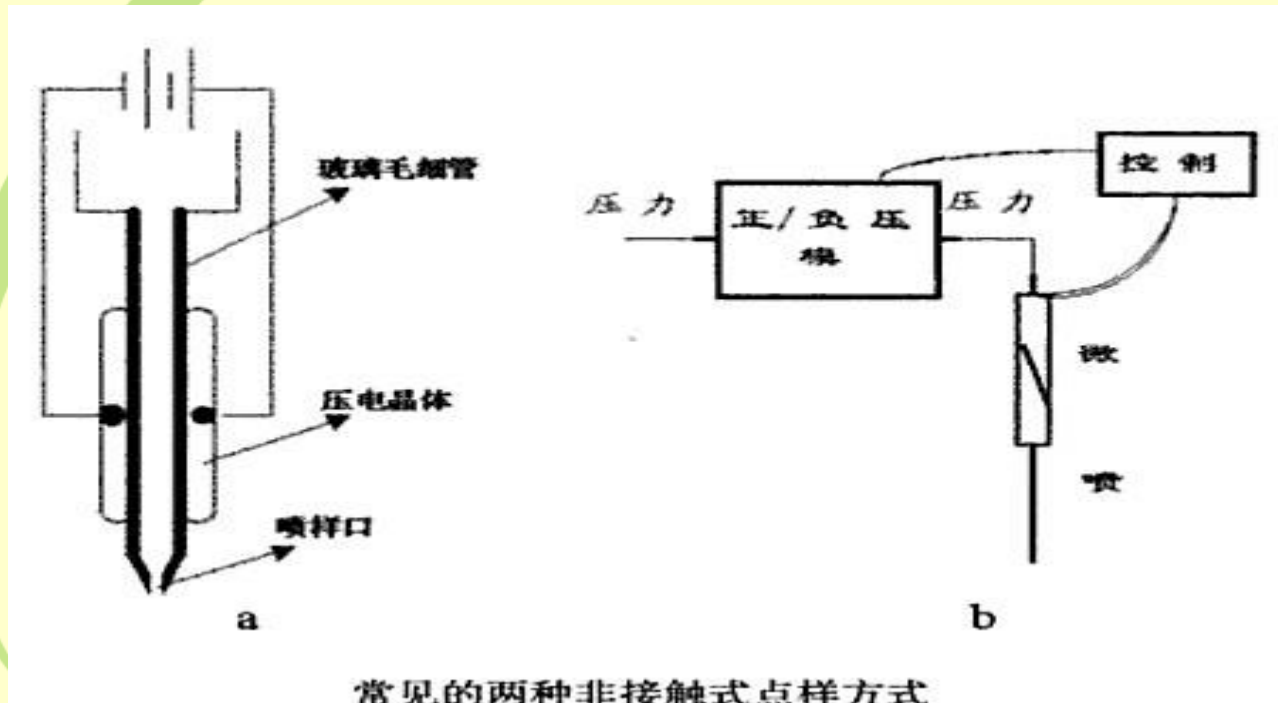 玻璃毛细管
压电晶体
喷样口
a
压力
正/负压
模
压力
控制
微
喷
b
常见的两种非接触式点样方式